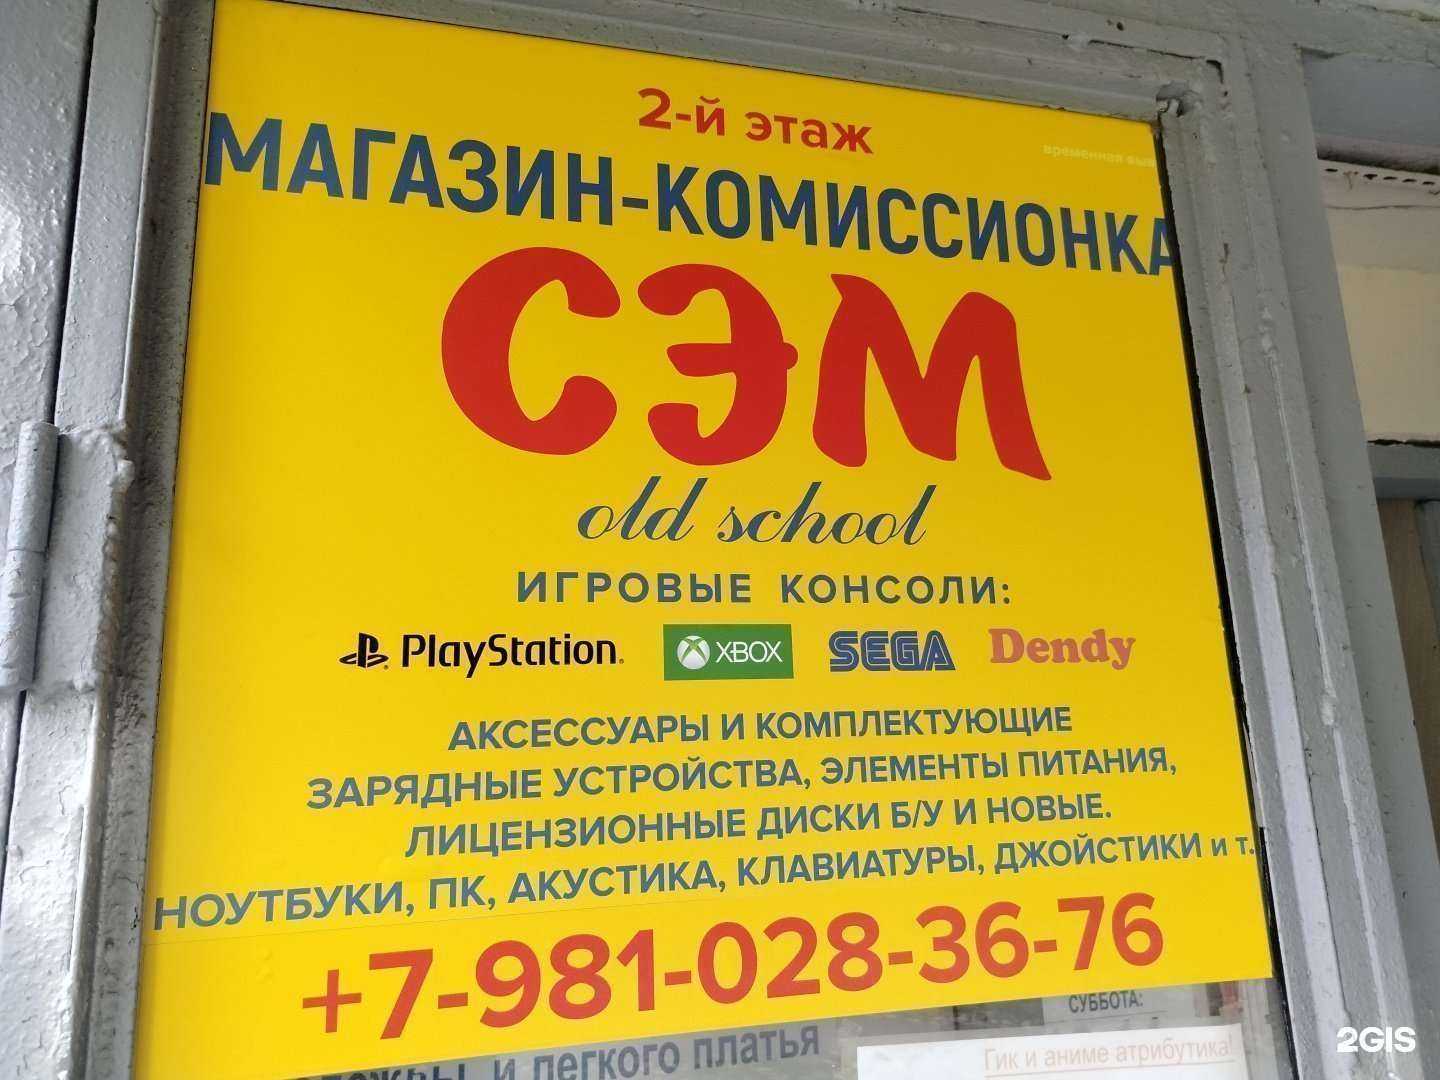 2-й этаж
временная выв
МАГАЗИН-КОМИССИОНКА
СЭМ
old school
ИГРОВЫЕ КОНСОЛИ:
PlayStation XBOX SEGA Dendy
АКСЕССУАРЫ И КОМПЛЕКТУЮЩИЕ
ЗАРЯДНЫЕ УСТРОЙСТВА, ЭЛЕМЕНТЫ ПИТАНИЯ,
ЛИЦЕНЗИОННЫЕ ДИСКИ Б/У И НОВЫЕ.
НОУТБУКИ, ПК, АКУСТИКА, КЛАВИАТУРЫ, ДЖОЙСТИКИ и т.
+7-981-028-36-76
СУББОТА:
и легкого платья
Гик и аниме атрибутика!
2GIS